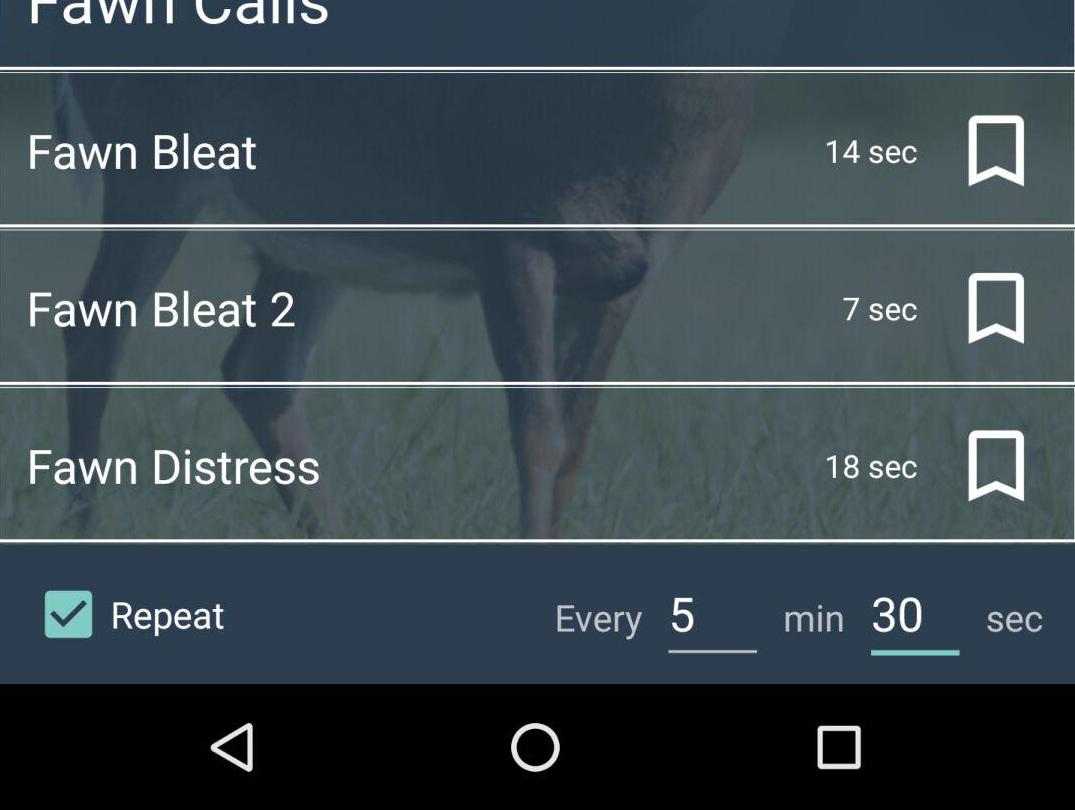 Fawn Calls
Fawn Bleat 14 sec
Fawn Bleat 2 7 sec
Fawn Distress 18 sec
Repeat Every 5 min 30 sec